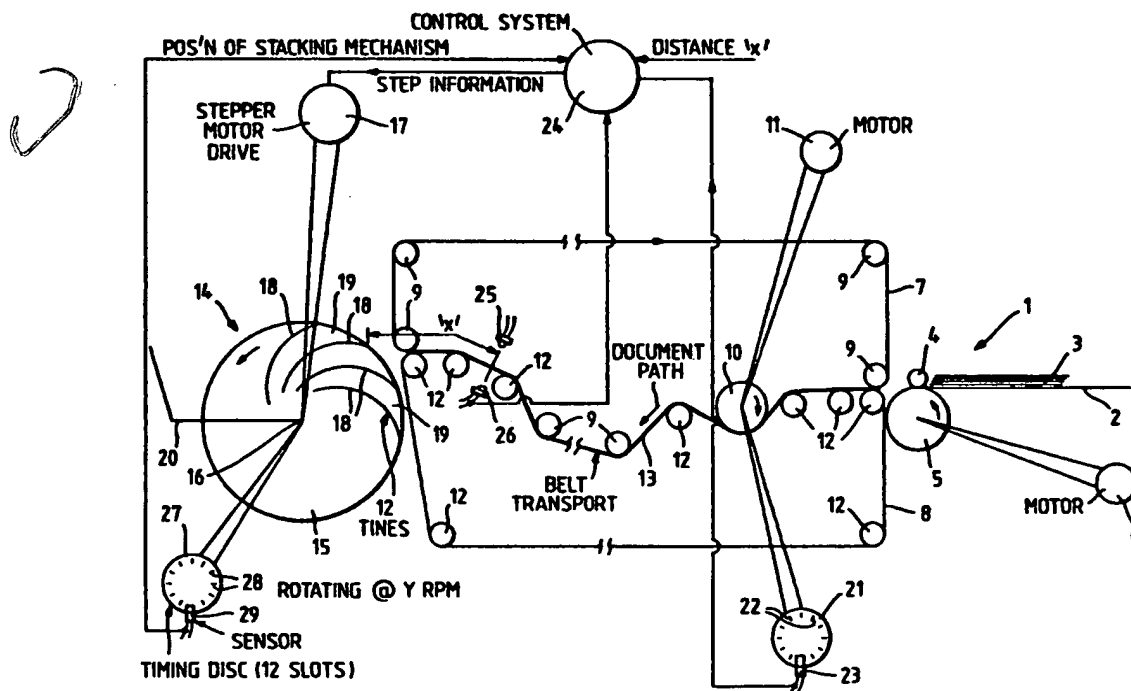 CONTROL SYSTEM
POS'N OF STACKING MECHANISM
DISTANCE 'x'
STEP INFORMATION
24
STEPPER
MOTOR
DRIVE
17
11
MOTOR
14
18
19
18
9
'x'
25
9
7
1
DOCUMENT
PATH
10
9
4
3
12
12
26
18
19
9
12
13
12
2
5
20
16
BELT
TRANSPORT
12
TINES
15
12
12
8
MOTOR
27
28
ROTATING @ Y RPM
29
SENSOR
TIMING DISC (12 SLOTS)
22
21
23